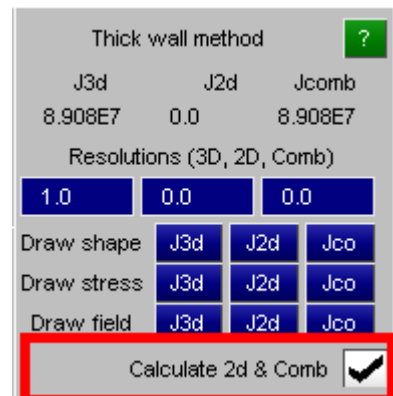 Thick wall method ?
J3d J2d Jcomb
8.908E7 0.0 8.908E7
Resolutions (3D, 2D, Comb)
1.0 0.0 0.0
Draw shape J3d J2d Jco
Draw stress J3d J2d Jco
Draw field J3d J2d Jco
Calculate 2d & Comb